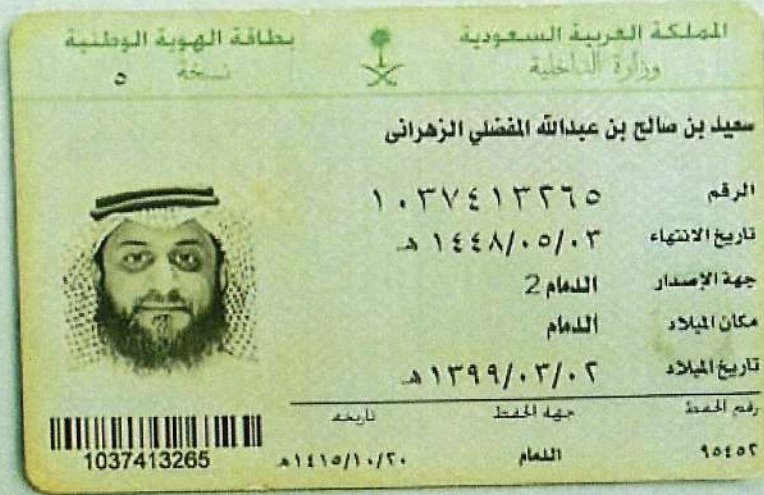 المملكة العربية السعودية
وزارة الداخلية
بطاقة الهوية الوطنية
نسخة ٥
سعيد بن صالح بن عبدالله المفضلي الزهرانى
الرقم ١٠٣٧٤١٣٢٦٥
تاريخ الانتهاء ١٤٤٨/٠٥/٠٣ هـ
جهة الإصدار الدمام 2
مكان الميلاد الدمام
تاريخ الميلاد ١٣٩٩/٠٣/٠٢ هـ
رقم الحفظ جهة الحفظ تاريخه
٩٥٤٥٢ الدمام ١٤١٥/١٠/٢٠هـ
1037413265